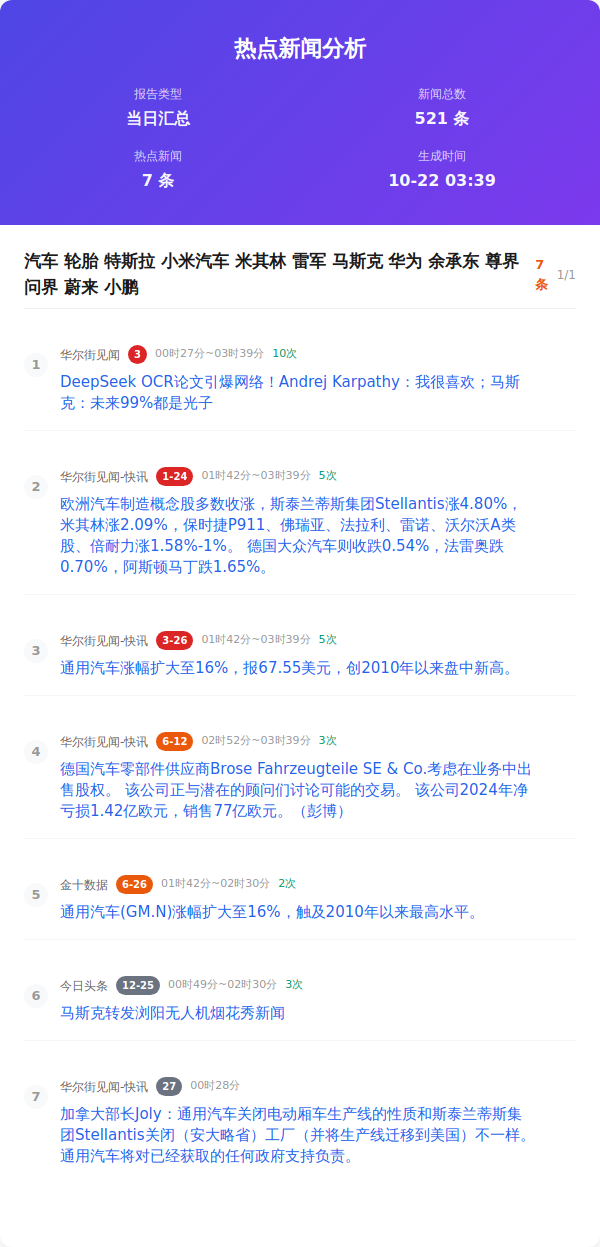 热点新闻分析
报告类型
当日汇总
新闻总数
521 条
热点新闻
7 条
生成时间
10-22 03:39
汽车 轮胎 特斯拉 小米汽车 米其林 雷军 马斯克 华为 余承东 尊界
问界 蔚来 小鹏
7
条
1/1
1
华尔街见闻 3 00时27分~03时39分 10次
DeepSeek OCR论文引爆网络！Andrej Karpathy：我很喜欢；马斯
克：未来99%都是光子
2
华尔街见闻-快讯 1-24 01时42分~03时39分 5次
欧洲汽车制造概念股多数收涨，斯泰兰蒂斯集团Stellantis涨4.80%，
米其林涨2.09%，保时捷P911、佛瑞亚、法拉利、雷诺、沃尔沃A类
股、倍耐力涨1.58%-1%。 德国大众汽车则收跌0.54%，法雷奥跌
0.70%，阿斯顿马丁跌1.65%。
3
华尔街见闻-快讯 3-26 01时42分~03时39分 5次
通用汽车涨幅扩大至16%，报67.55美元，创2010年以来盘中新高。
4
华尔街见闻-快讯 6-12 02时52分~03时39分 3次
德国汽车零部件供应商Brose Fahrzeugteile SE & Co.考虑在业务中出
售股权。 该公司正与潜在的顾问们讨论可能的交易。 该公司2024年净
亏损1.42亿欧元，销售77亿欧元。（彭博）
5
金十数据 6-26 01时42分~02时30分 2次
通用汽车(GM.N)涨幅扩大至16%，触及2010年以来最高水平。
6
今日头条 12-25 00时49分~02时30分 3次
马斯克转发浏阳无人机烟花秀新闻
7
华尔街见闻-快讯 27 00时28分
加拿大部长Joly：通用汽车关闭电动厢车生产线的性质和斯泰兰蒂斯集
团Stellantis关闭（安大略省）工厂（并将生产线迁移到美国）不一样。
通用汽车将对已经获取的任何政府支持负责。